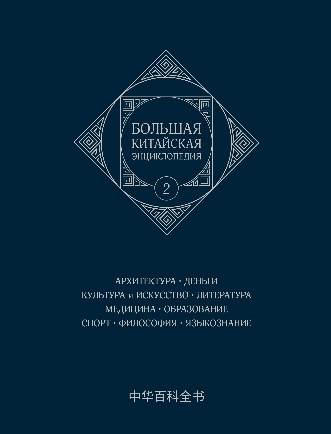 БОЛЬШАЯ
КИТАЙСКАЯ
ЭНЦИКЛОПЕДИЯ
2
АРХИТЕКТУРА · ДЕНЬГИ
КУЛЬТУРА и ИСКУССТВО · ЛИТЕРАТУРА
МЕДИЦИНА · ОБРАЗОВАНИЕ
СПОРТ · ФИЛОСОФИЯ · ЯЗЫКОЗНАНИЕ
中华百科全书